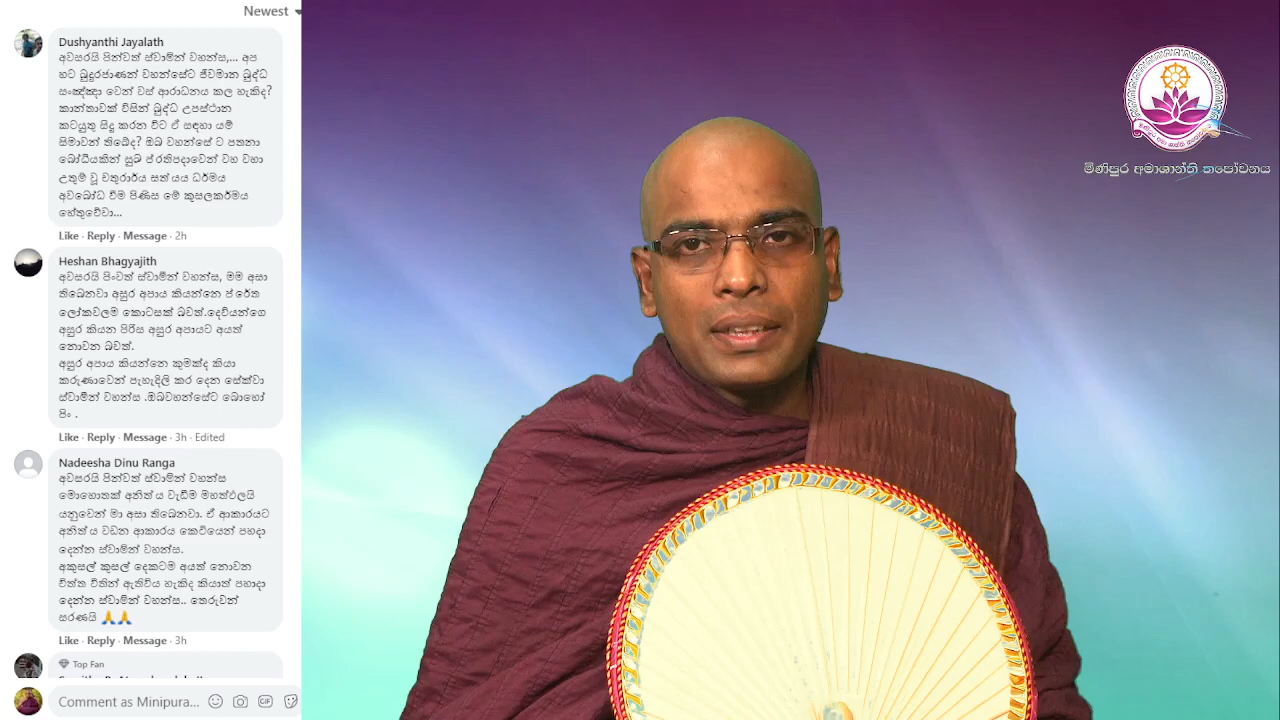 Newest
Dushyanthi Jayalath
අවසරයි පින්වත් ස්වාමින් වහන්ස,... අප
හට බුදුරජාණන් වහන්සේට ජීවමාන බුද්ධ
සංඤ්ඤා වෙන් වස් ආරාධනය කල හැකිද?
කාන්තාවක් විසින් බුද්ධ උපස්ථාන
කටයුතු සිදු කරන විට ඒ සඳහා යම්
සිමාවන් තිබේද? ඔබ වහන්සේ ට පතනා
බෝධියකින් සුඛ ප්රතිපදාවෙන් වහ වහා
උතුම් වූ චතුරාර්ය සත්යය ධර්මය
අවබෝධ වීම පිණිස මේ කුසලකර්මය
හේතුවේවා...
Like · Reply · Message · 2h
Heshan Bhagyajith
අවසරයි පිංවත් ස්වාමීන් වහන්ස, මම අසා
තිබෙනවා අසුර අපාය කියන්නෙ ප්රේත
ලෝකවලම කොටසක් බවත්.දෙවියන්ගෙ
අසුර කියන පිරිස අසුර අපායට අයත්
නොවන බවත්.
අසුර අපාය කියන්නෙ කුමක්ද කියා
කරුණාවෙන් පැහැදිලි කර දෙන සේක්වා
ස්වාමීන් වහන්ස .ඔබවහන්සේට බොහෝ
පිං .
Like · Reply · Message · 3h · Edited
Nadeesha Dinu Ranga
අවසරයි පින්වත් ස්වාමින් වහන්ස
මොහොතක් අනිත්ය වැඩීම මහත්ඵලයි
යනුවෙන් මා අසා තිබෙනවා. ඒ ආකාරයට
අනිත්ය වඩන ආකාරය කෙටියෙන් පහදා
දෙන්න ස්වාමින් වහන්ස.
අකුසල් කුසල් දෙකටම අයත් නොවන
චිත්ත විතින් ඇතිවිය හැකිද කියාත් පහාදා
දෙන්න ස්වාමින් වහන්ස.. තෙරුවන්
සරණයි 🙏🙏
Like · Reply · Message · 3h
Top Fan
Comment as Minipura...
GIF
මිණිපුර අමාශාන්ති තපෝවනය